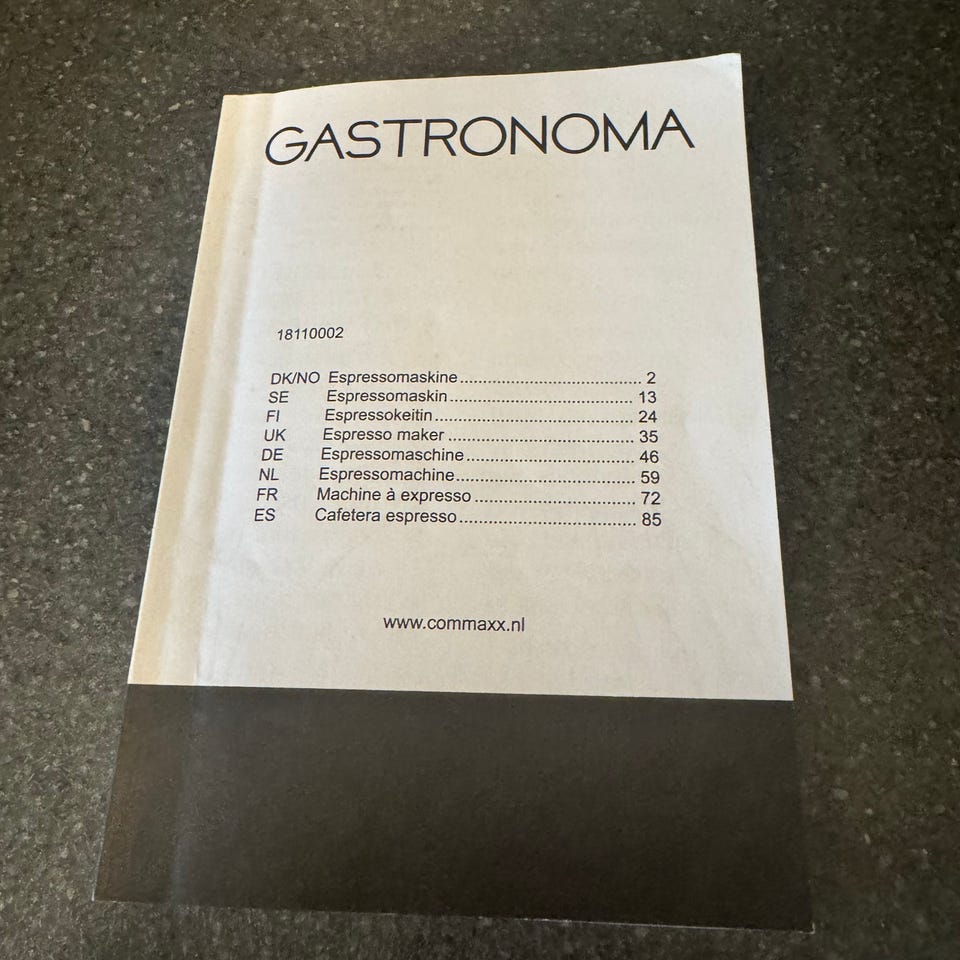 GASTRONOMA
18110002
DK/NO Espressomaskine ........................................ 2
SE Espressomaskin ........................................ 13
FI Espressokeitin ........................................... 24
UK Espresso maker ........................................ 35
DE Espressomaschine .................................... 46
NL Espressomachine ...................................... 59
FR Machine à expresso ................................... 72
ES Cafetera espresso ...................................... 85
www.commaxx.nl